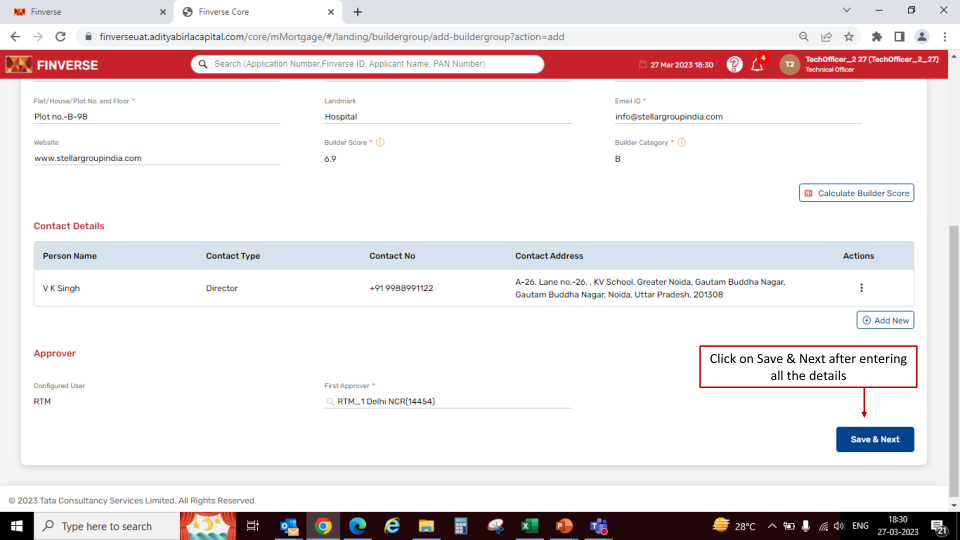 Finverse
Finverse Core
finverseuat.adityabirlacapital.com/core/mMortgage/#/landing/buildergroup/add-buildergroup?action=add
FINVERSE
Search (Application Number,Finverse ID, Applicant Name, PAN Number)
27 Mar 2023 18:30
4
T2
TechOfficer_2 27 (TechOfficer_2_27)
Technical Officer
Flat/House/Plot No. and Floor *
Landmark
Email ID *
Plot no.-B-98
Hospital
info@stellargroupindia.com
Website
Builder Score *
Builder Category *
www.stellargroupindia.com
6.9
B
Calculate Builder Score
Contact Details
Person Name
Contact Type
Contact No
Contact Address
Actions
V K Singh
Director
+91 9988991122
A-26, Lane no.-26, , KV School, Greater Noida, Gautam Buddha Nagar,
Gautam Buddha Nagar, Noida, Uttar Pradesh, 201308
Add New
Approver
Click on Save & Next after entering
all the details
Configured User
First Approver *
RTM
RTM_1 Delhi NCR(14454)
Save & Next
© 2023 Tata Consultancy Services Limited. All Rights Reserved
Type here to search
28°C
ENG
18:30
27-03-2023
21